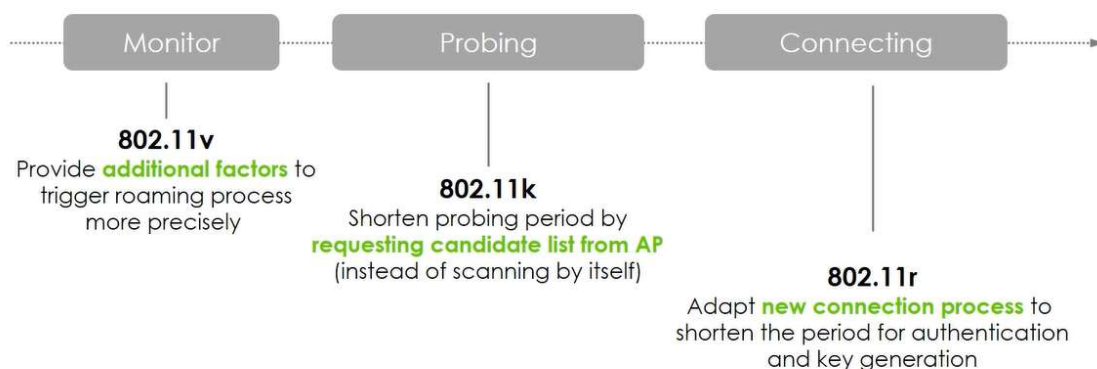 Monitor
Probing
Connecting
802.11v
Provide additional factors to
trigger roaming process
more precisely
802.11k
Shorten probing period by
requesting candidate list from AP
(instead of scanning by itself)
802.11r
Adapt new connection process to
shorten the period for authentication
and key generation